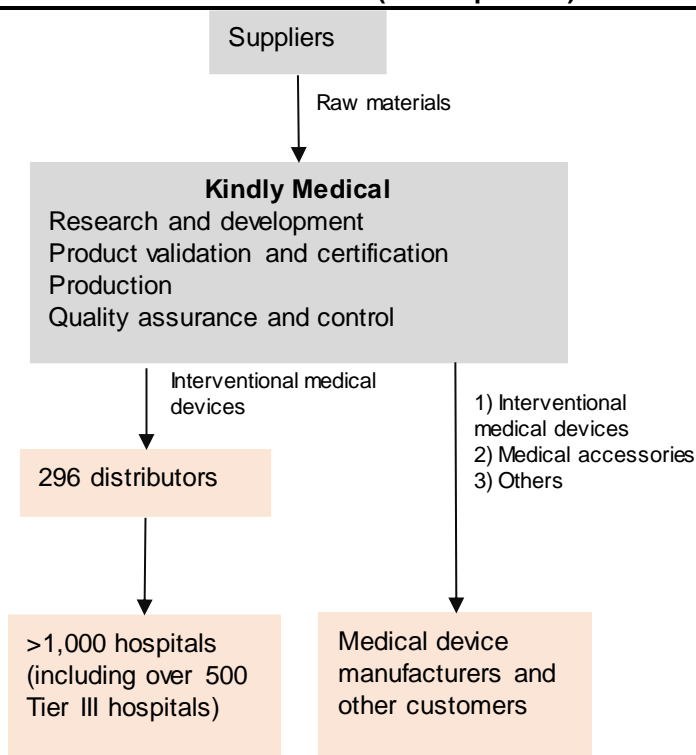 Suppliers
Raw materials
Kindly Medical
Research and development
Product validation and certification
Production
Quality assurance and control
Interventional medical
devices
1) Interventional
medical devices
2) Medical accessories
3) Others
296 distributors
>1,000 hospitals
(including over 500
Tier III hospitals)
Medical device
manufacturers and
other customers